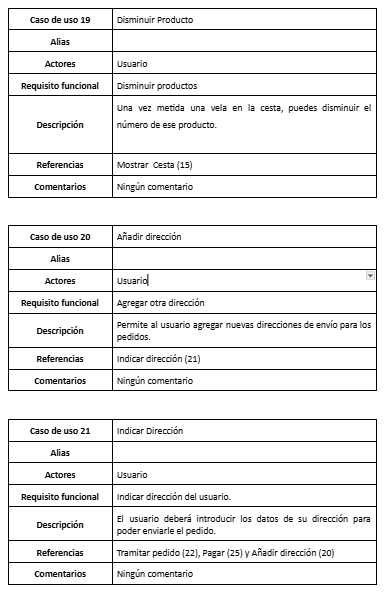 Caso de uso 19 Disminuir Producto
Alias
Actores Usuario
Requisito funcional Disminuir productos
Descripción Una vez metida una vela en la cesta, puedes disminuir el
número de ese producto.
Referencias Mostrar Cesta (15)
Comentarios Ningún comentario
Caso de uso 20 Añadir dirección
Alias
Actores Usuario
Requisito funcional Agregar otra dirección
Descripción Permite al usuario agregar nuevas direcciones de envío para los
pedidos.
Referencias Indicar dirección (21)
Comentarios Ningún comentario
Caso de uso 21 Indicar Dirección
Alias
Actores Usuario
Requisito funcional Indicar dirección del usuario.
Descripción El usuario deberá introducir los datos de su dirección para
poder enviarle el pedido.
Referencias Tramitar pedido (22), Pagar (25) y Añadir dirección (20)
Comentarios Ningún comentario